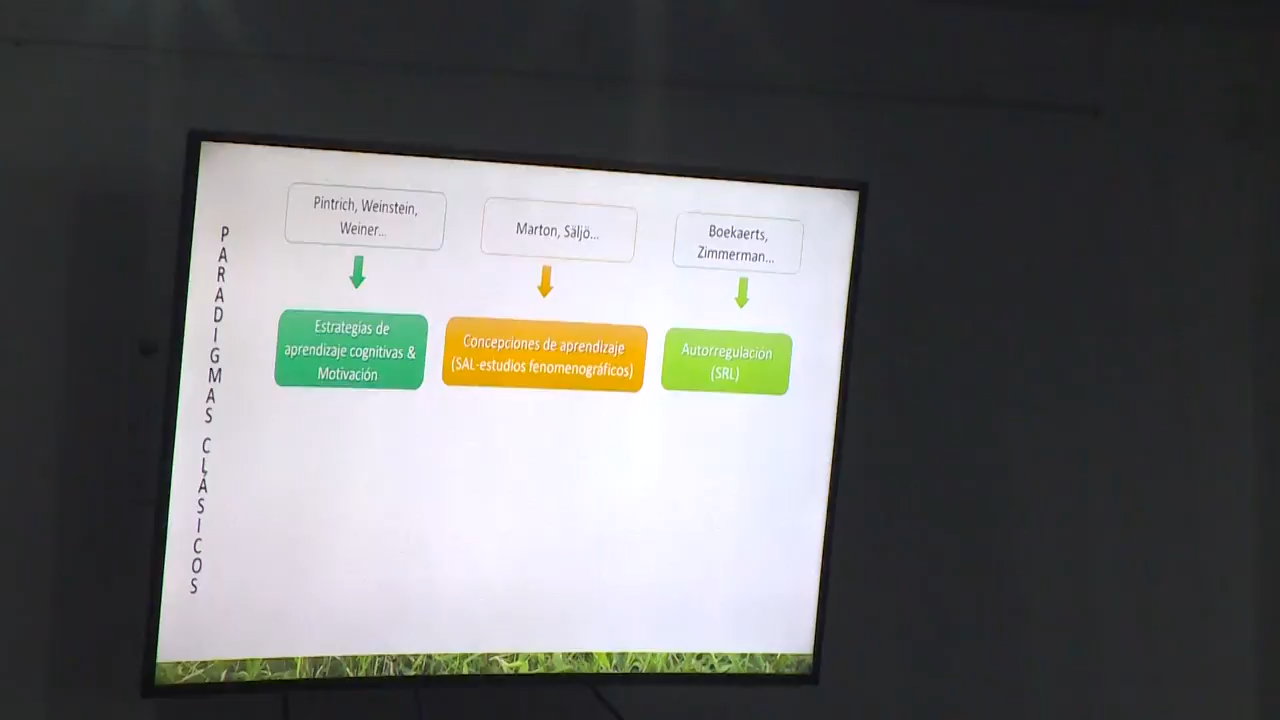 PARADIGMAS CLÁSICOS
Pintrich, Weinstein,
Weiner...
Marton, Säljö...
Boekaerts,
Zimmerman...
Estrategias de
aprendizaje cognitivas &
Motivación
Concepciones de aprendizaje
(SAL-estudios fenomenográficos)
Autorregulación
(SRL)